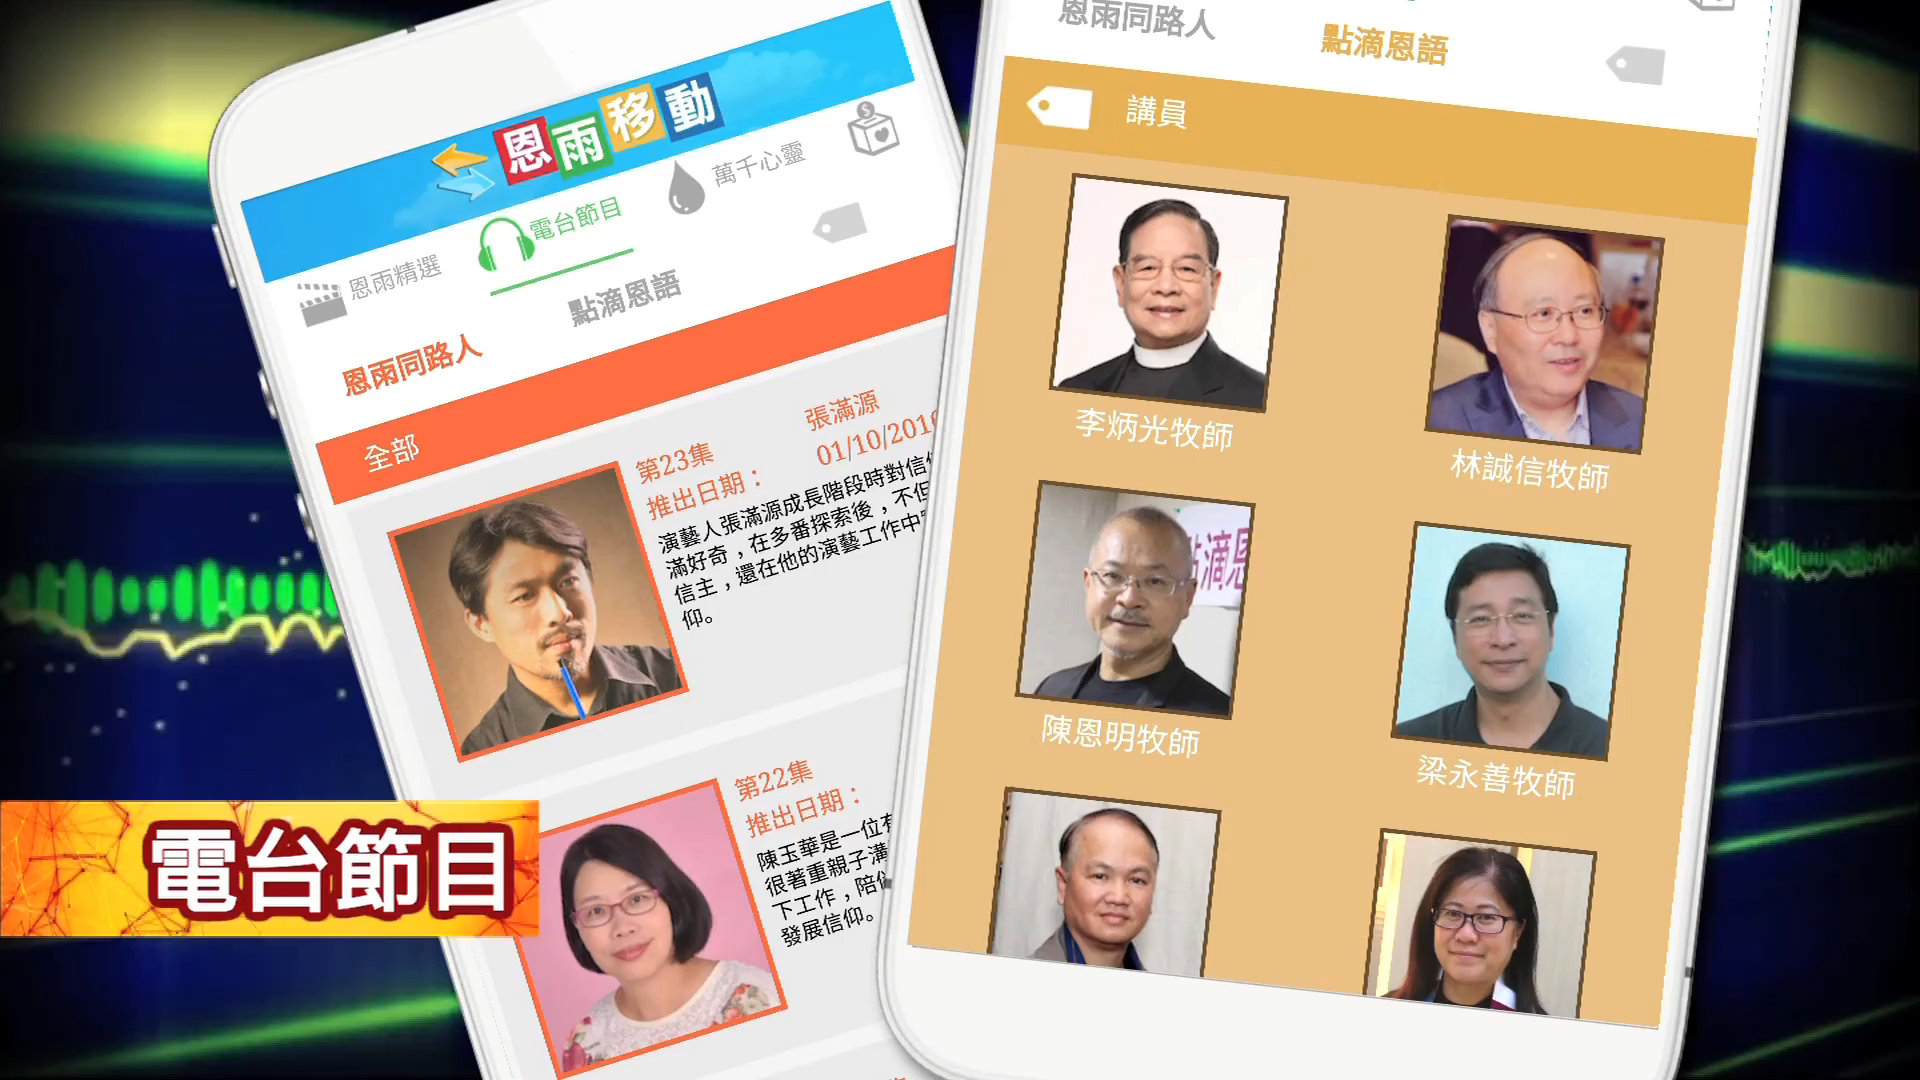 恩雨移動
恩雨精選
電台節目
萬千心靈
恩雨同路人
點滴恩語
全部
第23集
張滿源
推出日期：
01/10/2016
演藝人張滿源成長階段時對信
滿好奇，在多番探索後，不但
信主，還在他的演藝工作中
仰。
第22集
推出日期：
陳玉華是一位有
很著重親子溝
下工作，陪
發展信仰。
恩雨同路人
點滴恩語
講員
李炳光牧師
林誠信牧師
點滴恩
陳恩明牧師
梁永善牧師
電台節目